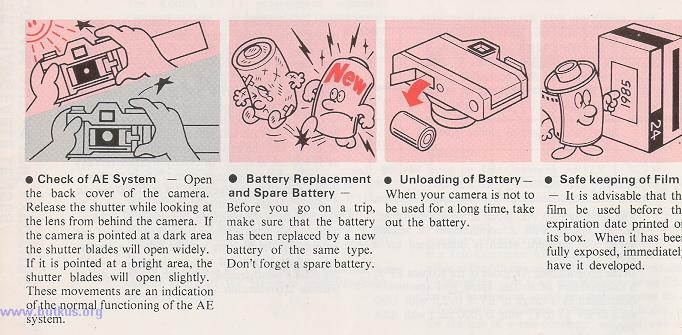 New
1985
24
● Check of AE System — Open
the back cover of the camera.
Release the shutter while looking at
the lens from behind the camera. If
the camera is pointed at a dark area
the shutter blades will open widely.
If it is pointed at a bright area, the
shutter blades will open slightly.
These movements are an indication
of the normal functioning of the AE
system.
● Battery Replacement
and Spare Battery —
Before you go on a trip,
make sure that the battery
has been replaced by a new
battery of the same type.
Don't forget a spare battery.
● Unloading of Battery—
When your camera is not to
be used for a long time, take
out the battery.
● Safe keeping of Film
— It is advisable that th
film be used before th
expiration date printed o
its box. When it has bee
fully exposed, immediatel
have it developed.
www.butkus.org